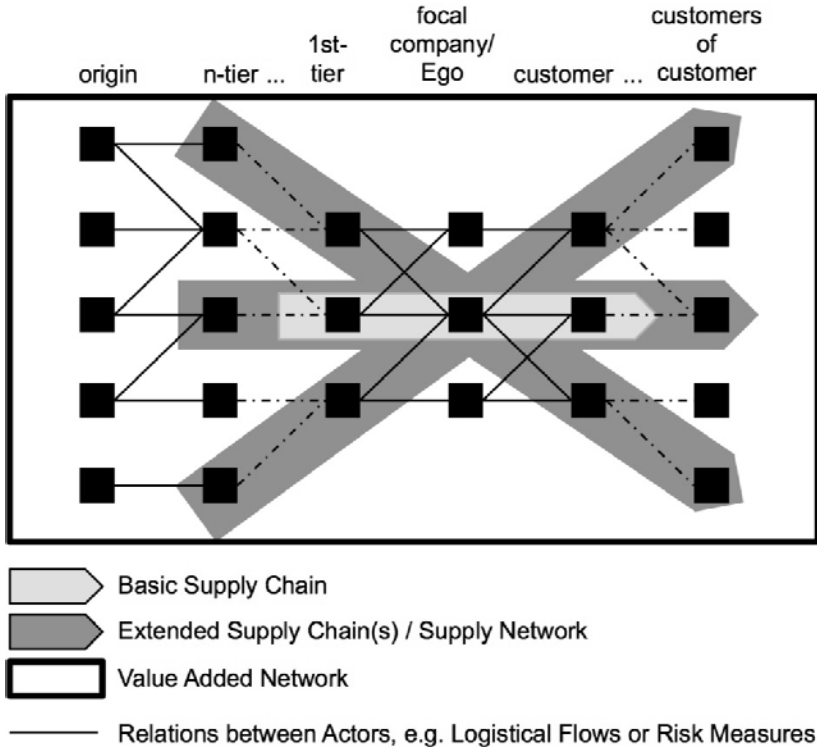 origin
n-tier ...
1st-
tier
focal
company/
Ego
customer ...
customers
of
customer
Basic Supply Chain
Extended Supply Chain(s) / Supply Network
Value Added Network
Relations between Actors, e.g. Logistical Flows or Risk Measures